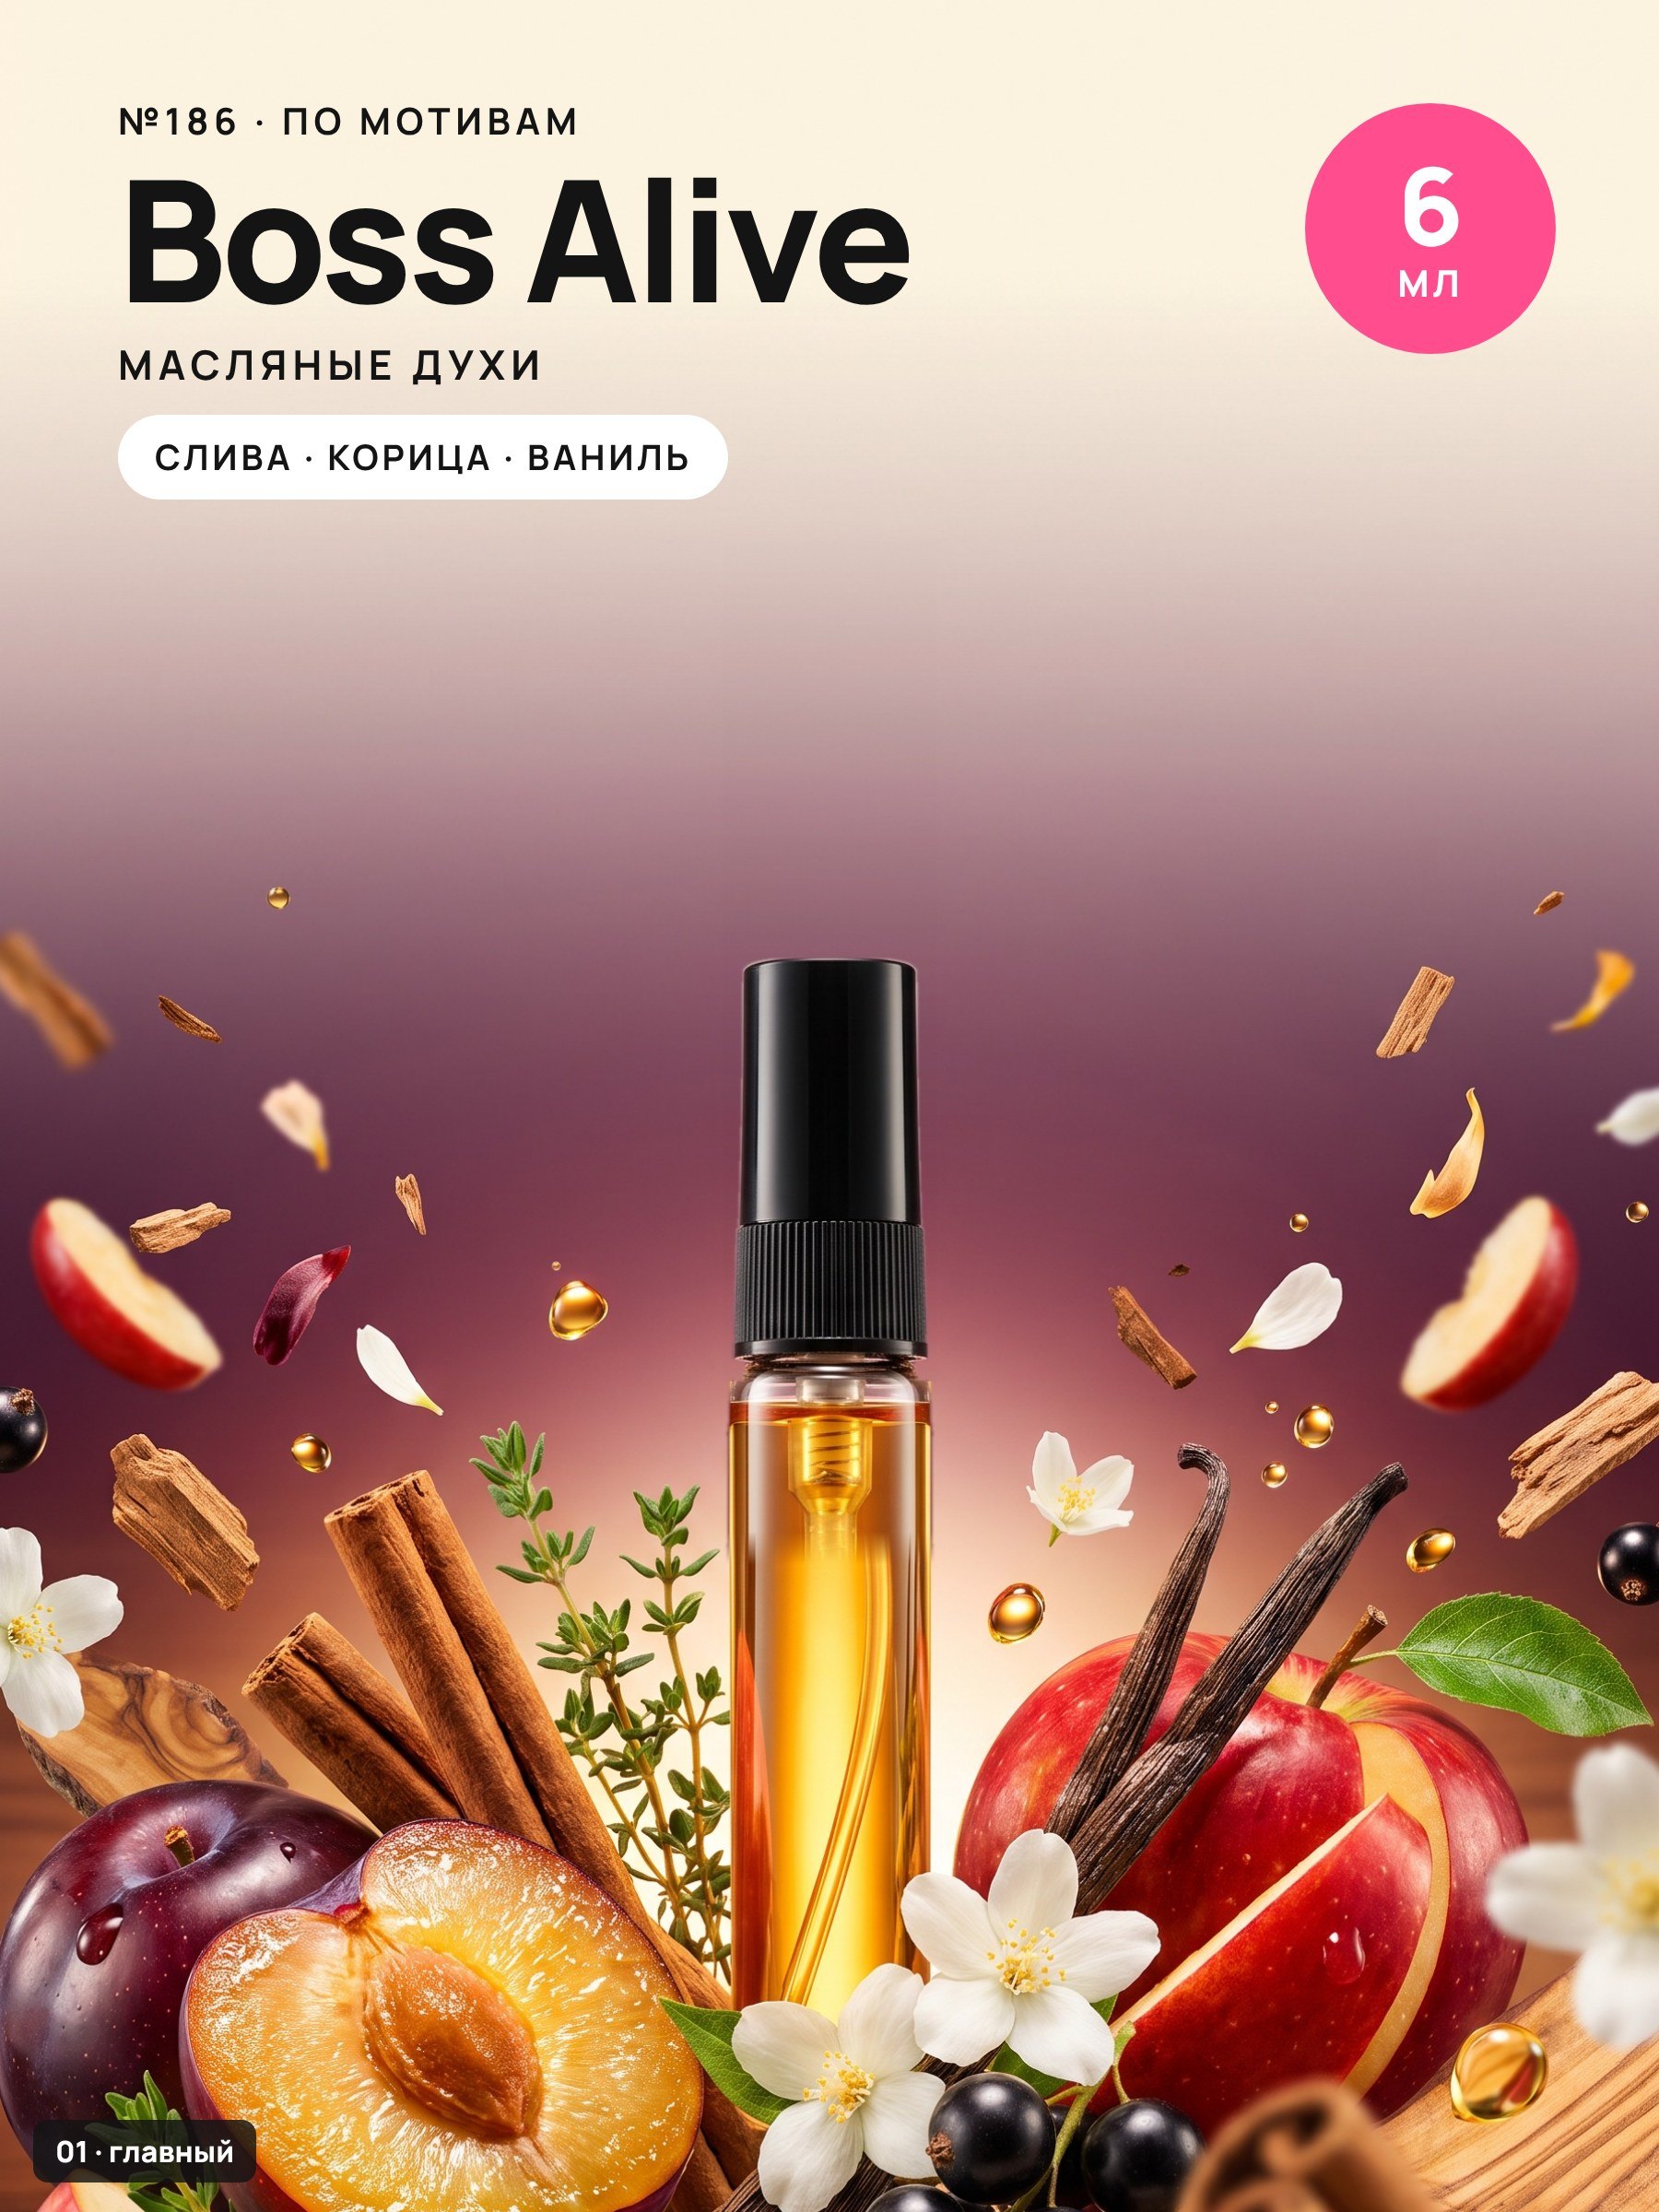 №186 · ПО МОТИВАМ
Boss Alive
МАСЛЯНЫЕ ДУХИ
СЛИВА · КОРИЦА · ВАНИЛЬ
6
МЛ
01 · главный